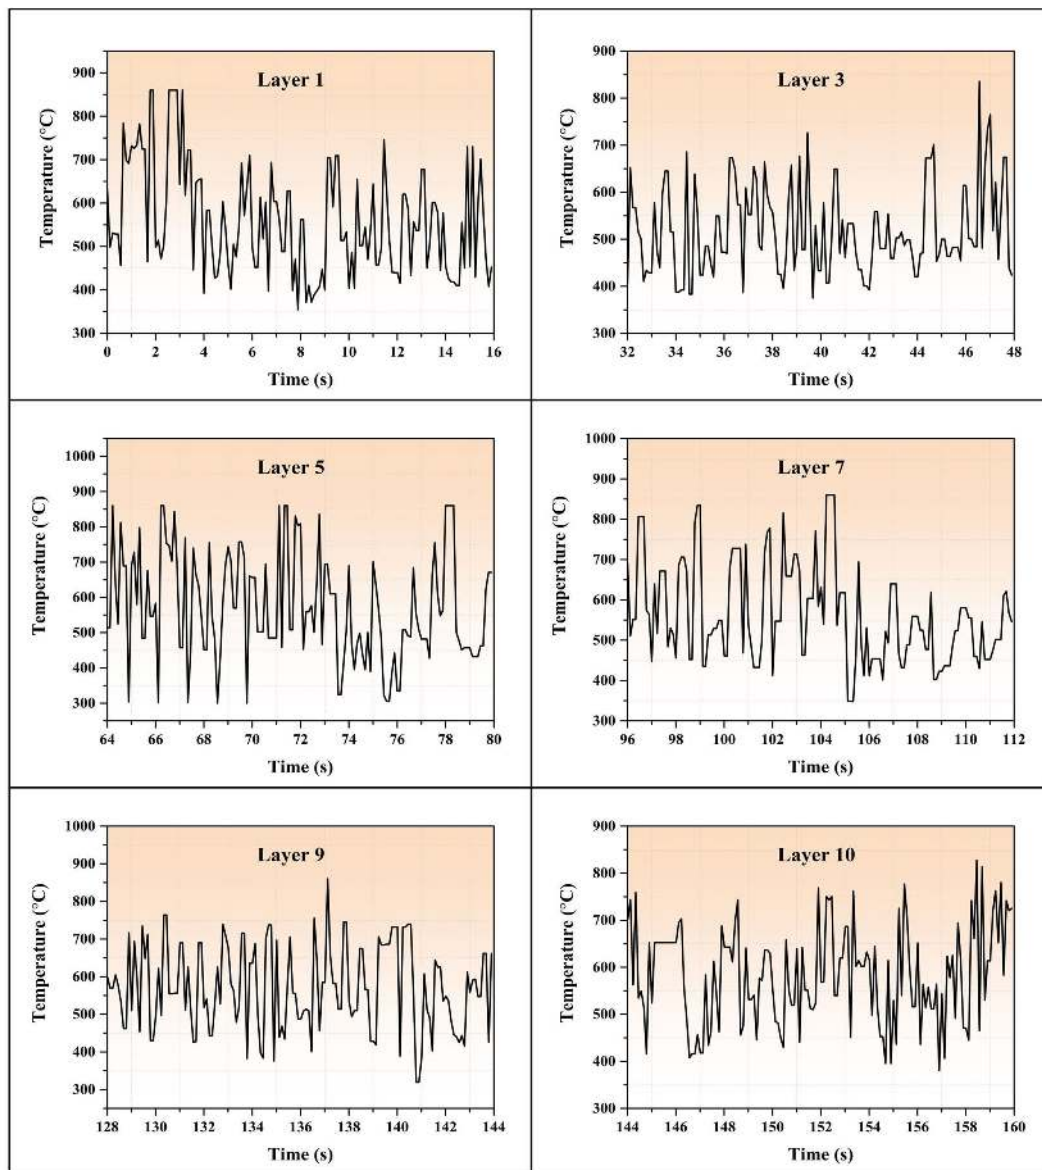 Layer 1
Temperature (°C)
900
800
700
600
500
400
300
0 2 4 6 8 10 12 14 16
Time (s)
Layer 3
Temperature (°C)
900
800
700
600
500
400
300
32 34 36 38 40 42 44 46 48
Time (s)
Layer 5
Temperature (°C)
1000
900
800
700
600
500
400
300
64 66 68 70 72 74 76 78 80
Time (s)
Layer 7
Temperature (°C)
1000
900
800
700
600
500
400
300
96 98 100 102 104 106 108 110 112
Time (s)
Layer 9
Temperature (°C)
1000
900
800
700
600
500
400
300
128 130 132 134 136 138 140 142 144
Time (s)
Layer 10
Temperature (°C)
900
800
700
600
500
400
300
144 146 148 150 152 154 156 158 160
Time (s)